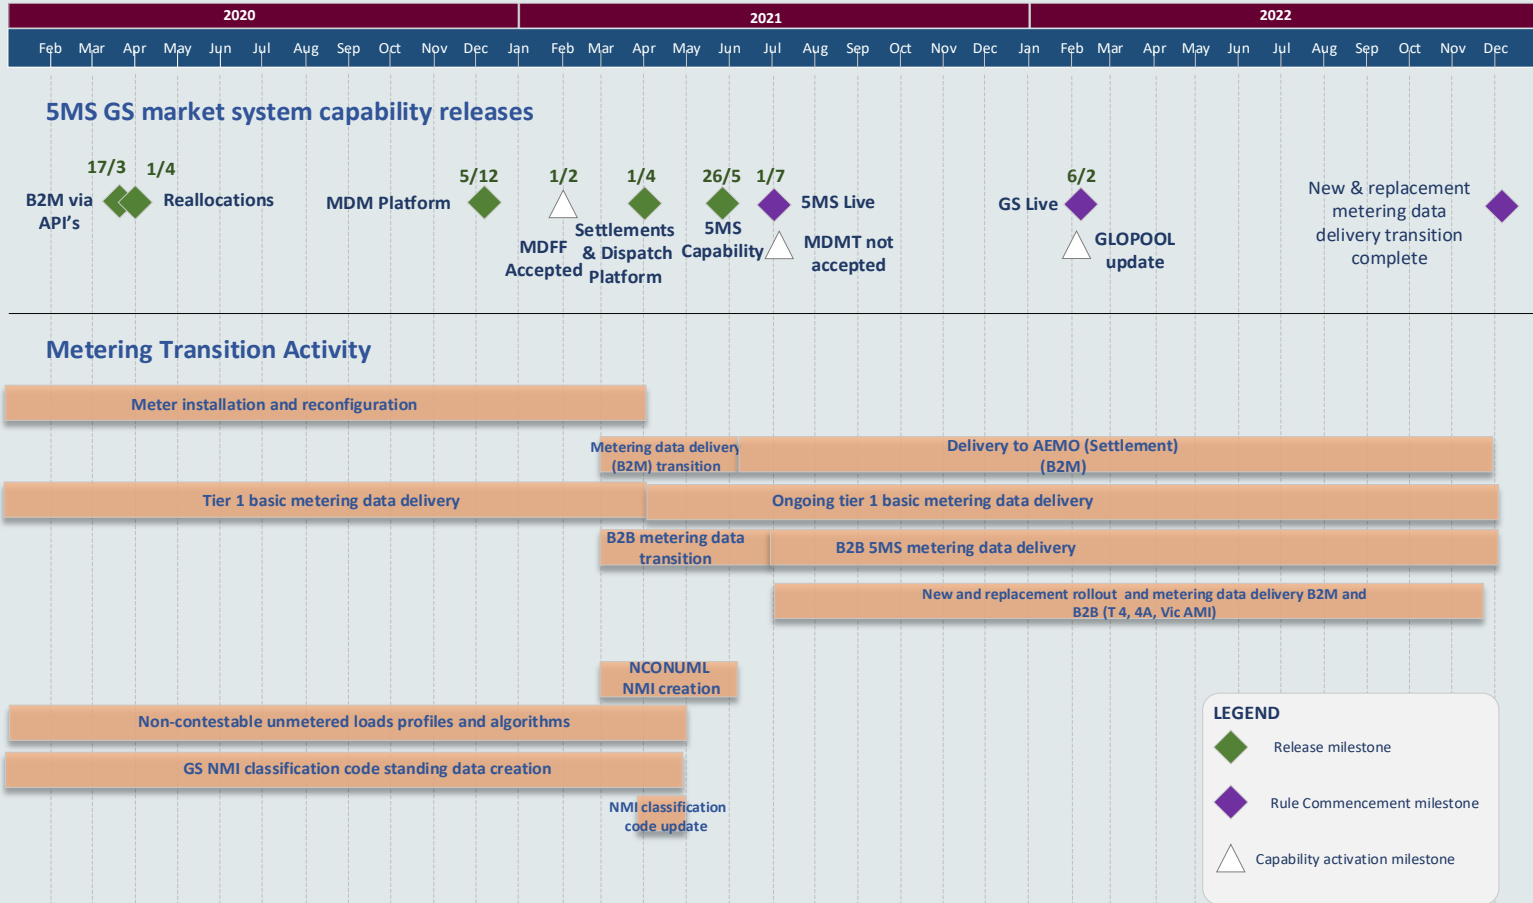 2020 2021 2022
Feb Mar Apr May Jun Jul Aug Sep Oct Nov Dec Jan Feb Mar Apr May Jun Jul Aug Sep Oct Nov Dec Jan Feb Mar Apr May Jun Jul Aug Sep Oct Nov Dec
5MS GS market system capability releases
17/3
B2M via
API's
1/4
Reallocations
5/12
MDM Platform
1/2
MDFF
Accepted
1/4
Settlements
& Dispatch
Platform
26/5
5MS
Capability
1/7
5MS Live
MDMT not
accepted
6/2
GS Live
GLOPOOL
update
New & replacement
metering data
delivery transition
complete
Metering Transition Activity
Meter installation and reconfiguration
Metering data delivery
(B2M) transition
Delivery to AEMO (Settlement)
(B2M)
Tier 1 basic metering data delivery
Ongoing tier 1 basic metering data delivery
B2B metering data
transition
B2B 5MS metering data delivery
New and replacement rollout and metering data delivery B2M and
B2B (T 4, 4A, Vic AMI)
NCONUML
NMI creation
Non-contestable unmetered loads profiles and algorithms
GS NMI classification code standing data creation
NMI classification
code update
LEGEND
Release milestone
Rule Commencement milestone
Capability activation milestone